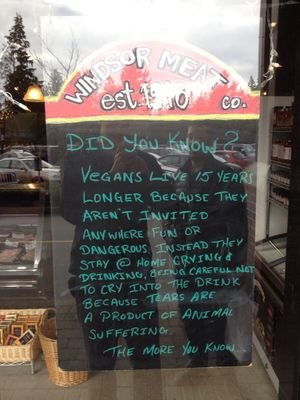 WINDSOR MEAT
est. 1910 co.
DID YOU KNOW?
VEGANS LIVE 15 YEARS
LONGER BECAUSE THEY
AREN'T INVITED
ANYWHERE FUN OR
DANGEROUS. INSTEAD THEY
STAY @ HOME CRYING &
DRINKING, BEING CAREFUL NOT
TO CRY INTO THE DRINK
BECAUSE TEARS ARE
A PRODUCT OF ANIMAL
SUFFERING.
THE MORE YOU KNOW...